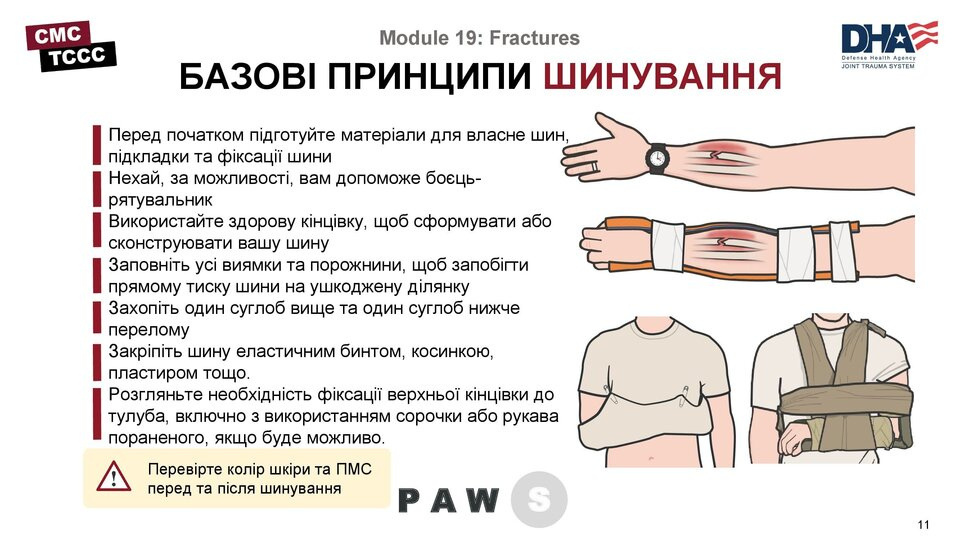 CMC
TCCC
Module 19: Fractures
БАЗОВІ ПРИНЦИПИ ШИНУВАННЯ
DHA
Defense Health Agency
JOINT TRAUMA SYSTEM
Перед початком підготуйте матеріали для власне шин,
підкладки та фіксації шини
Нехай, за можливості, вам допоможе боєць-
рятувальник
Використайте здорову кінцівку, щоб сформувати або
сконструювати вашу шину
Заповніть усі виямки та порожнини, щоб запобігти
прямому тиску шини на ушкоджену ділянку
Захопіть один суглоб вище та один суглоб нижче
перелому
Закріпіть шину еластичним бинтом, косинкою,
пластиром тощо.
Розгляньте необхідність фіксації верхньої кінцівки до
тулуба, включно з використанням сорочки або рукава
пораненого, якщо буде можливо.
Перевірте колір шкіри та ПМС
перед та після шинування
PAWS
11